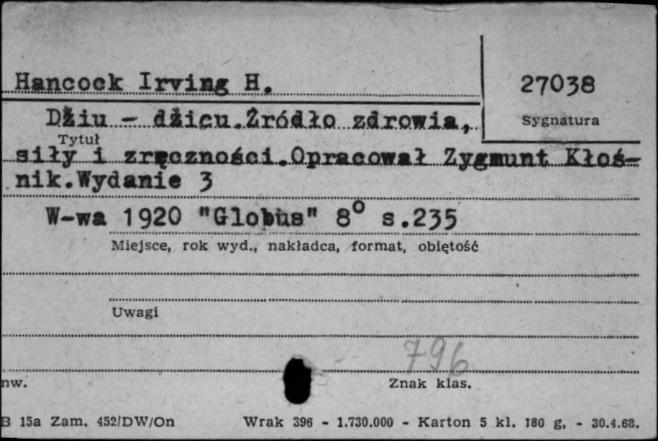 Hancock Irving H.
27038
Sygnatura
Dżiu - dżicu.Źródło zdrowia,
Tytuł
siły i zręczności.Opracował Zygmunt Kłoś-
nik.Wydanie 3
W-wa 1920 "Globus" 8° s.235
Miejsce, rok wyd., nakładca, format, objętość
Uwagi
796
nw.
Znak klas.
B 15a Zam. 452/DW/On Wrak 396 - 1.730.000 - Karton 5 kl. 180 g. - 30.4.68.